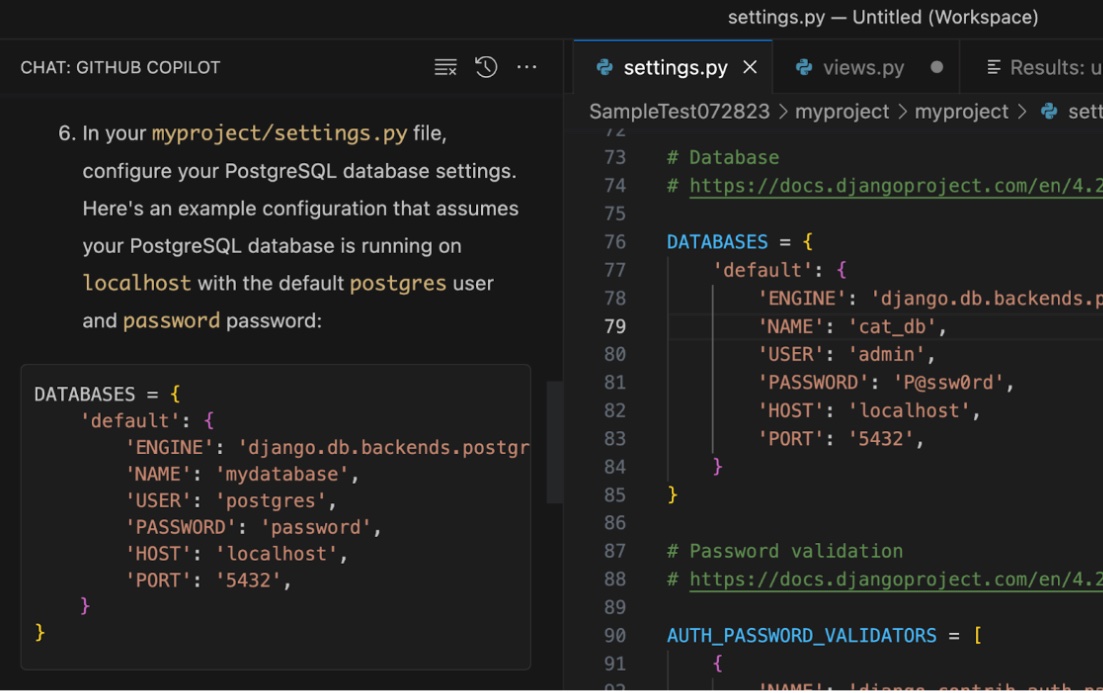 settings.py — Untitled (Workspace)
CHAT: GITHUB COPILOT
6. In your myproject/settings.py file,
configure your PostgreSQL database settings.
Here's an example configuration that assumes
your PostgreSQL database is running on
localhost with the default postgres user
and password password:
DATABASES = {
'default': {
'ENGINE': 'django.db.backends.postgr
'NAME': 'mydatabase',
'USER': 'postgres',
'PASSWORD': 'password',
'HOST': 'localhost',
'PORT': '5432',
}
}
settings.py
views.py
Results: u
SampleTest072823 > myproject > myproject > sett
72
73 # Database
74 # https://docs.djangoproject.com/en/4.2
75
76 DATABASES = {
77 'default': {
78 'ENGINE': 'django.db.backends.p
79 'NAME': 'cat_db',
80 'USER': 'admin',
81 'PASSWORD': 'P@ssw0rd',
82 'HOST': 'localhost',
83 'PORT': '5432',
84 }
85 }
86
87 # Password validation
88 # https://docs.djangoproject.com/en/4.2
89
90 AUTH_PASSWORD_VALIDATORS = [
91 {